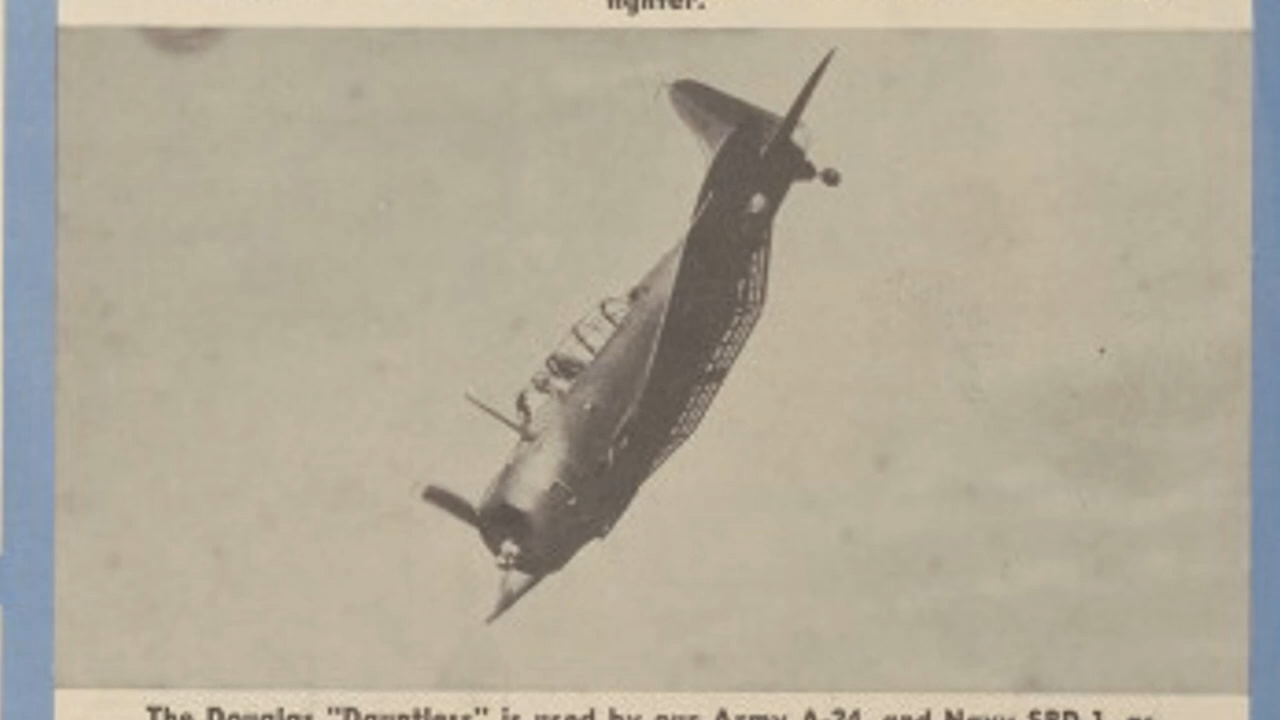 fighter.
The Douglas "Dauntless" is used by our Army A-24, and Navy SBD-1, as